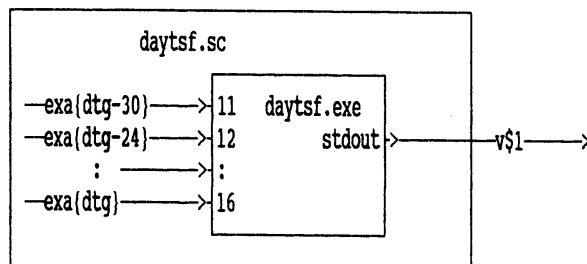 daytsf.sc
exa{dtg-30} 11 daytsf.exe
exa{dtg-24} 12 stdout v$1
: :
exa{dtg} 16